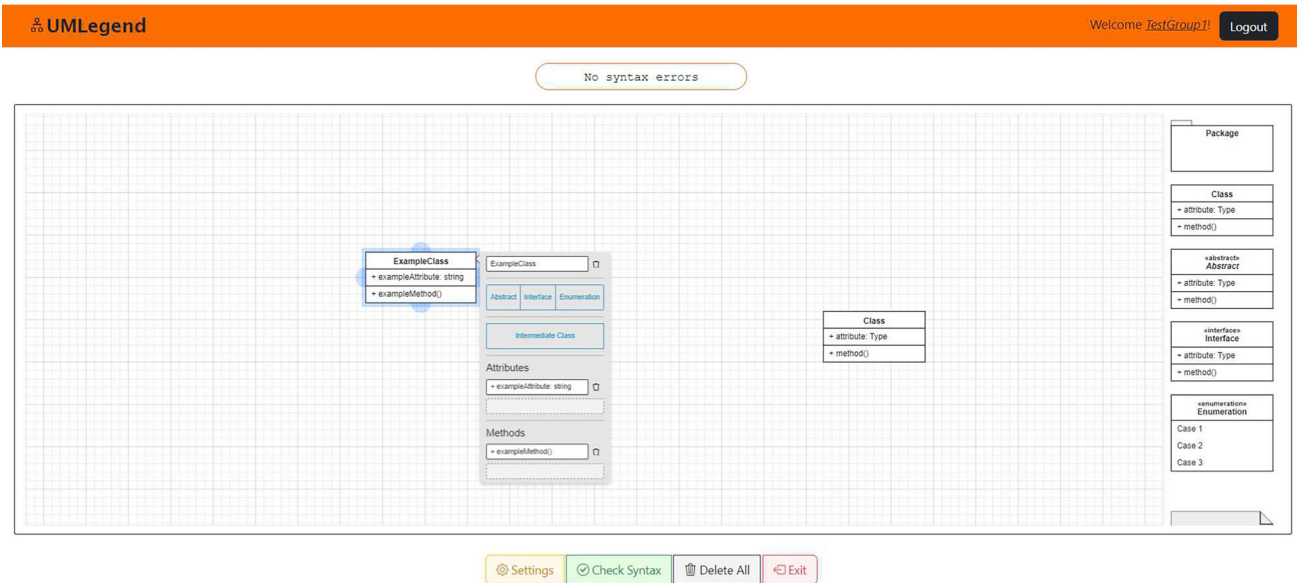 UMLegend
Welcome TestGroup1!
Logout
No syntax errors
ExampleClass
+ exampleAttribute: string
+ exampleMethod()
ExampleClass
Abstract Interface Enumeration
Intermediate Class
Attributes
+ exampleAttribute: string
Methods
+ exampleMethod()
Class
+ attribute: Type
+ method()
Package
Class
+ attribute: Type
+ method()
«abstract»
Abstract
+ attribute: Type
+ method()
«interface»
Interface
+ attribute: Type
+ method()
«enumeration»
Enumeration
Case 1
Case 2
Case 3
Settings Check Syntax Delete All Exit